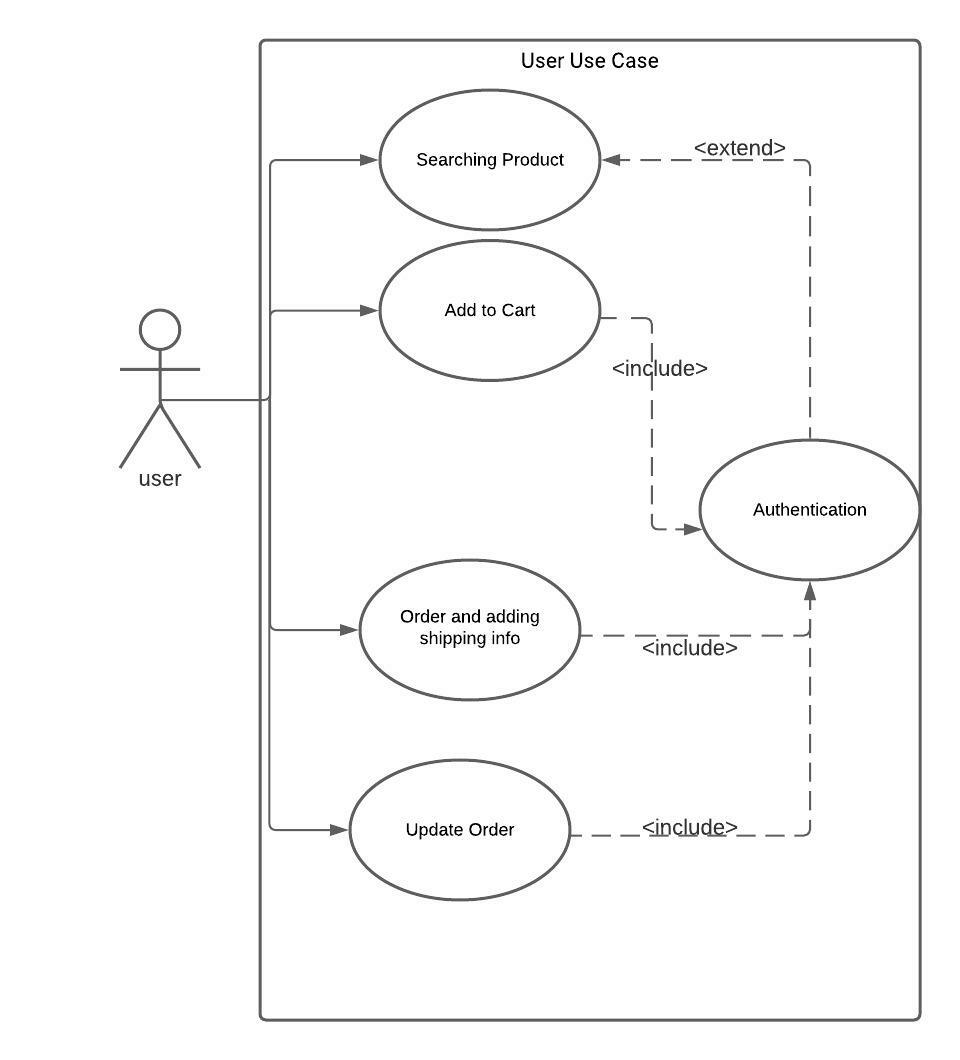 User Use Case
Searching Product
<extend>
Add to Cart
<include>
user
Authentication
Order and adding
shipping info
<include>
Update Order
<include>